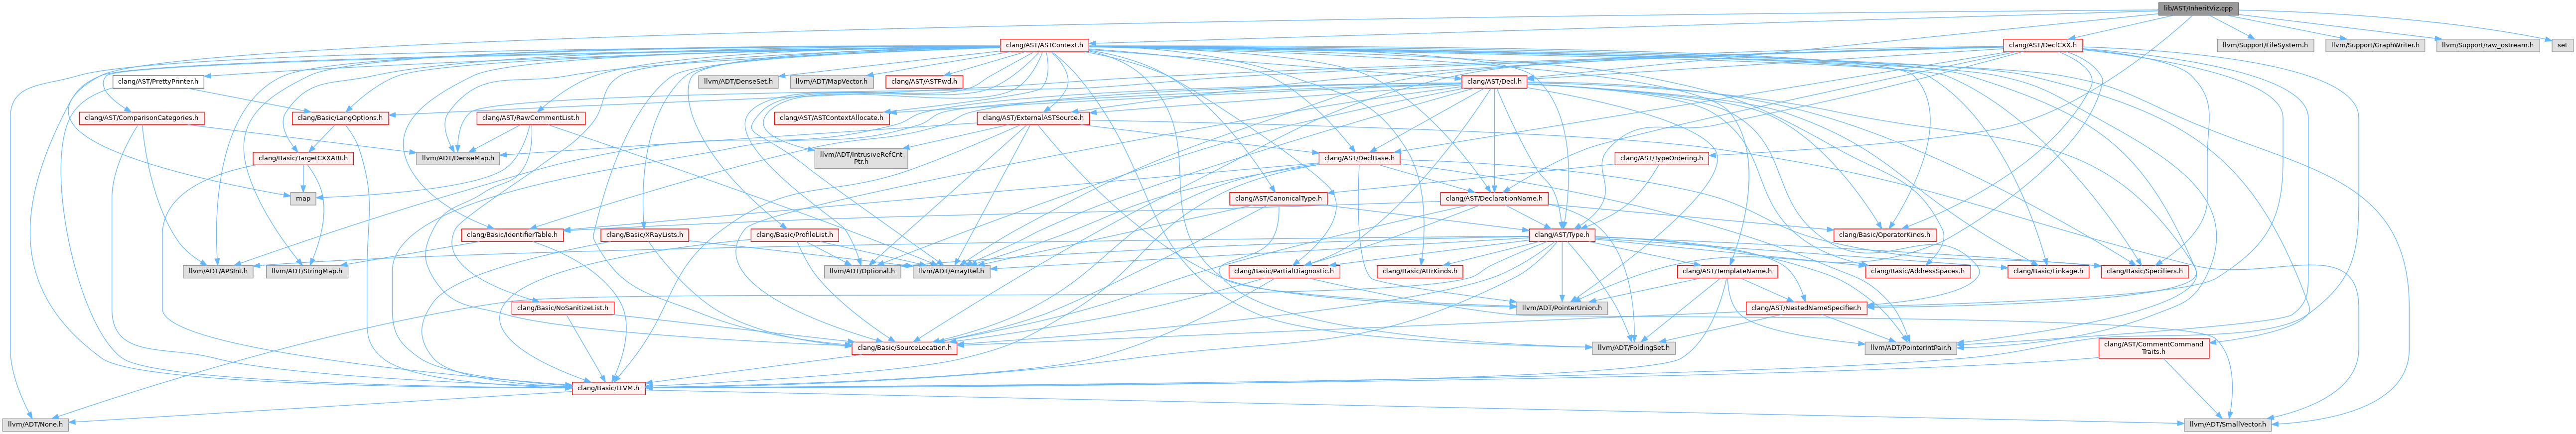 lib/AST/InheritViz.cpp
clang/AST/ASTContext.h
clang/AST/DeclCXX.h
llvm/Support/FileSystem.h
llvm/Support/GraphWriter.h
llvm/Support/raw_ostream.h
set
clang/AST/PrettyPrinter.h
llvm/ADT/DenseSet.h
llvm/ADT/MapVector.h
clang/AST/ASTFwd.h
clang/AST/Decl.h
clang/AST/ComparisonCategories.h
clang/Basic/LangOptions.h
clang/AST/RawCommentList.h
clang/AST/ASTContextAllocate.h
clang/AST/ExternalASTSource.h
clang/Basic/TargetCXXABI.h
llvm/ADT/DenseMap.h
llvm/ADT/IntrusiveRefCnt
Ptr.h
clang/AST/DeclBase.h
clang/AST/TypeOrdering.h
map
clang/AST/CanonicalType.h
clang/AST/DeclarationName.h
clang/Basic/IdentifierTable.h
clang/Basic/XRayLists.h
clang/Basic/ProfileList.h
clang/AST/Type.h
clang/Basic/OperatorKinds.h
llvm/ADT/APSInt.h
llvm/ADT/StringMap.h
llvm/ADT/Optional.h
llvm/ADT/ArrayRef.h
clang/Basic/PartialDiagnostic.h
clang/Basic/AttrKinds.h
clang/AST/TemplateName.h
clang/Basic/AddressSpaces.h
clang/Basic/Linkage.h
clang/Basic/Specifiers.h
clang/Basic/NoSanitizeList.h
llvm/ADT/PointerUnion.h
clang/AST/NestedNameSpecifier.h
clang/Basic/SourceLocation.h
llvm/ADT/FoldingSet.h
llvm/ADT/PointerIntPair.h
clang/AST/CommentCommand
Traits.h
clang/Basic/LLVM.h
llvm/ADT/None.h
llvm/ADT/SmallVector.h